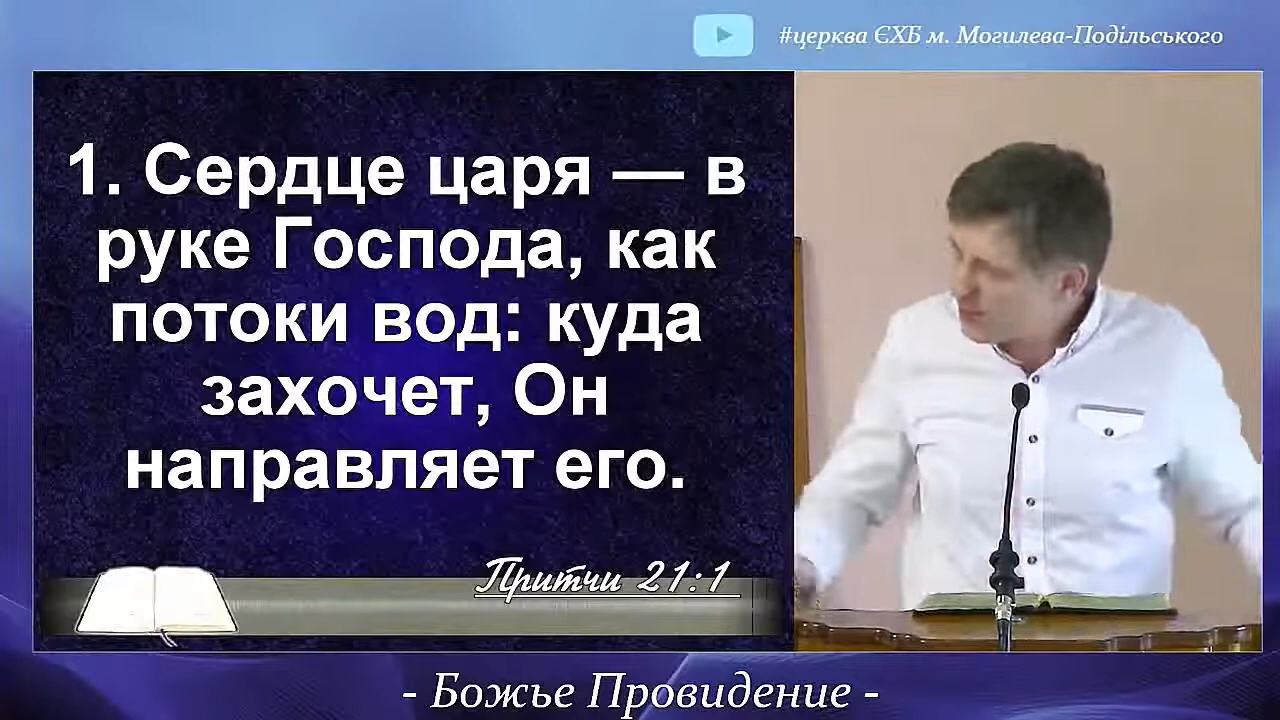 #церква ЄХБ м. Могилева-Подільського
1. Сердце царя — в
руке Господа, как
потоки вод: куда
захочет, Он
направляет его.
Притчи 21:1
- Божье Провидение -